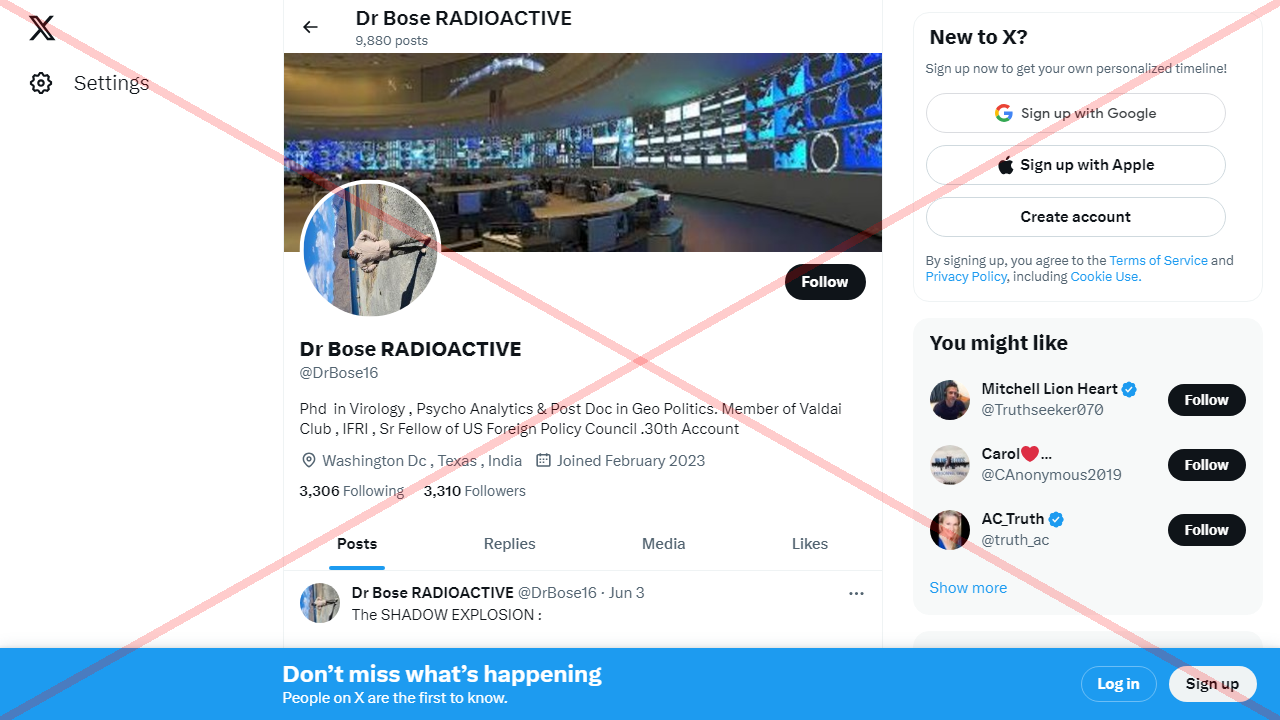 Settings
Dr Bose RADIOACTIVE
9,880 posts
Follow
Dr Bose RADIOACTIVE
@DrBose16
Phd in Virology , Psycho Analytics & Post Doc in Geo Politics. Member of Valdai
Club , IFRI , Sr Fellow of US Foreign Policy Council .30th Account
Washington Dc , Texas , India Joined February 2023
3,306 Following 3,310 Followers
Posts Replies Media Likes
Dr Bose RADIOACTIVE @DrBose16 · Jun 3
The SHADOW EXPLOSION :
New to X?
Sign up now to get your own personalized timeline!
Sign up with Google
Sign up with Apple
Create account
By signing up, you agree to the Terms of Service and
Privacy Policy, including Cookie Use.
You might like
Mitchell Lion Heart
@Truthseeker070
Follow
Carol❤️...
@CAnonymous2019
Follow
AC_Truth
@truth_ac
Follow
Show more
Don’t miss what’s happening
People on X are the first to know.
Log in
Sign up